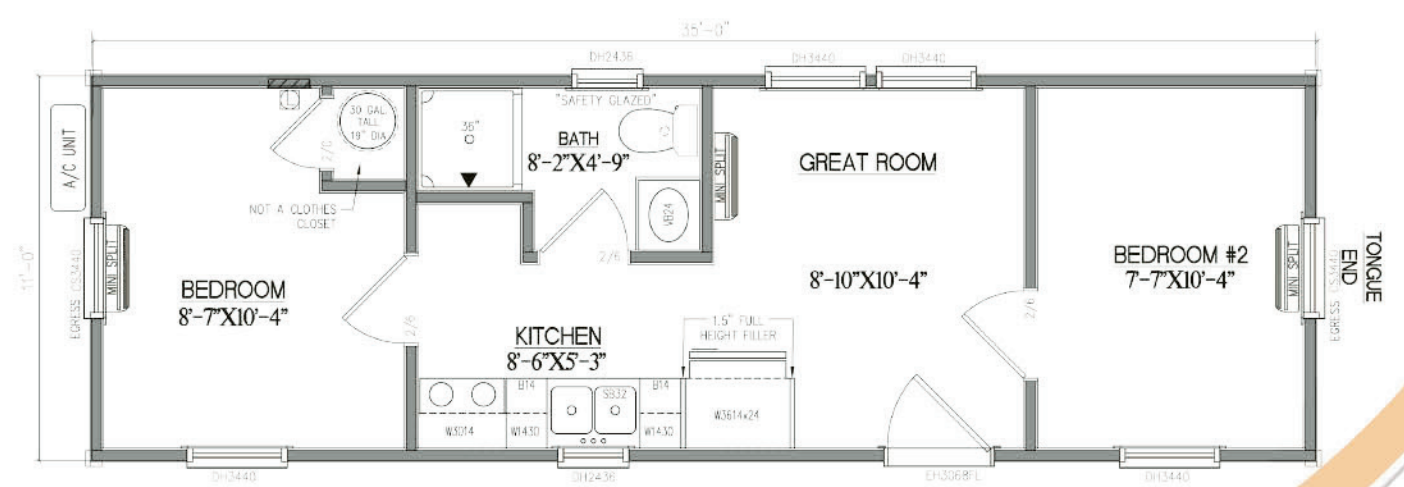 35'-0"
DH2436
DH3440
DH3440
11'-0"
A/C UNIT
EGRESS CS3440
MINI SPLIT
BEDROOM
8'-7"X10'-4"
30 GAL.
TALL
19" DIA
2/0
NOT A CLOTHES
CLOSET
36"
"SAFETY GLAZED"
BATH
8'-2"X4'-9"
VB24
2/6
2/6
KITCHEN
8'-6"X5'-3"
1.5" FULL
HEIGHT FILLER
B14
SB32
B14
W3014
W1430
W1430
W3614x24
MINI SPLIT
GREAT ROOM
8'-10"X10'-4"
2/6
BEDROOM #2
7'-7"X10'-4"
MINI SPLIT
EGRESS CS3440
TONGUE
END
DH3440
DH2436
EH3068FL
DH3440